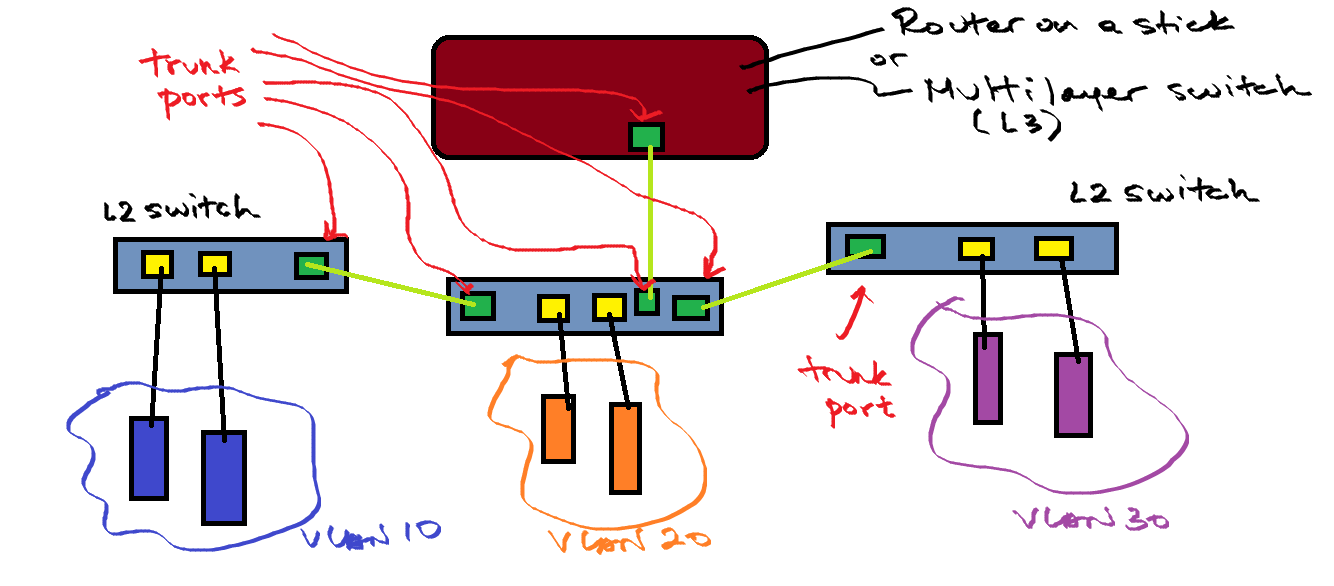 Router on a stick
or
Multilayer switch
(L3)
trunk
ports
L2 switch
L2 switch
trunk
port
VLAN 10
VLAN 20
VLAN 30